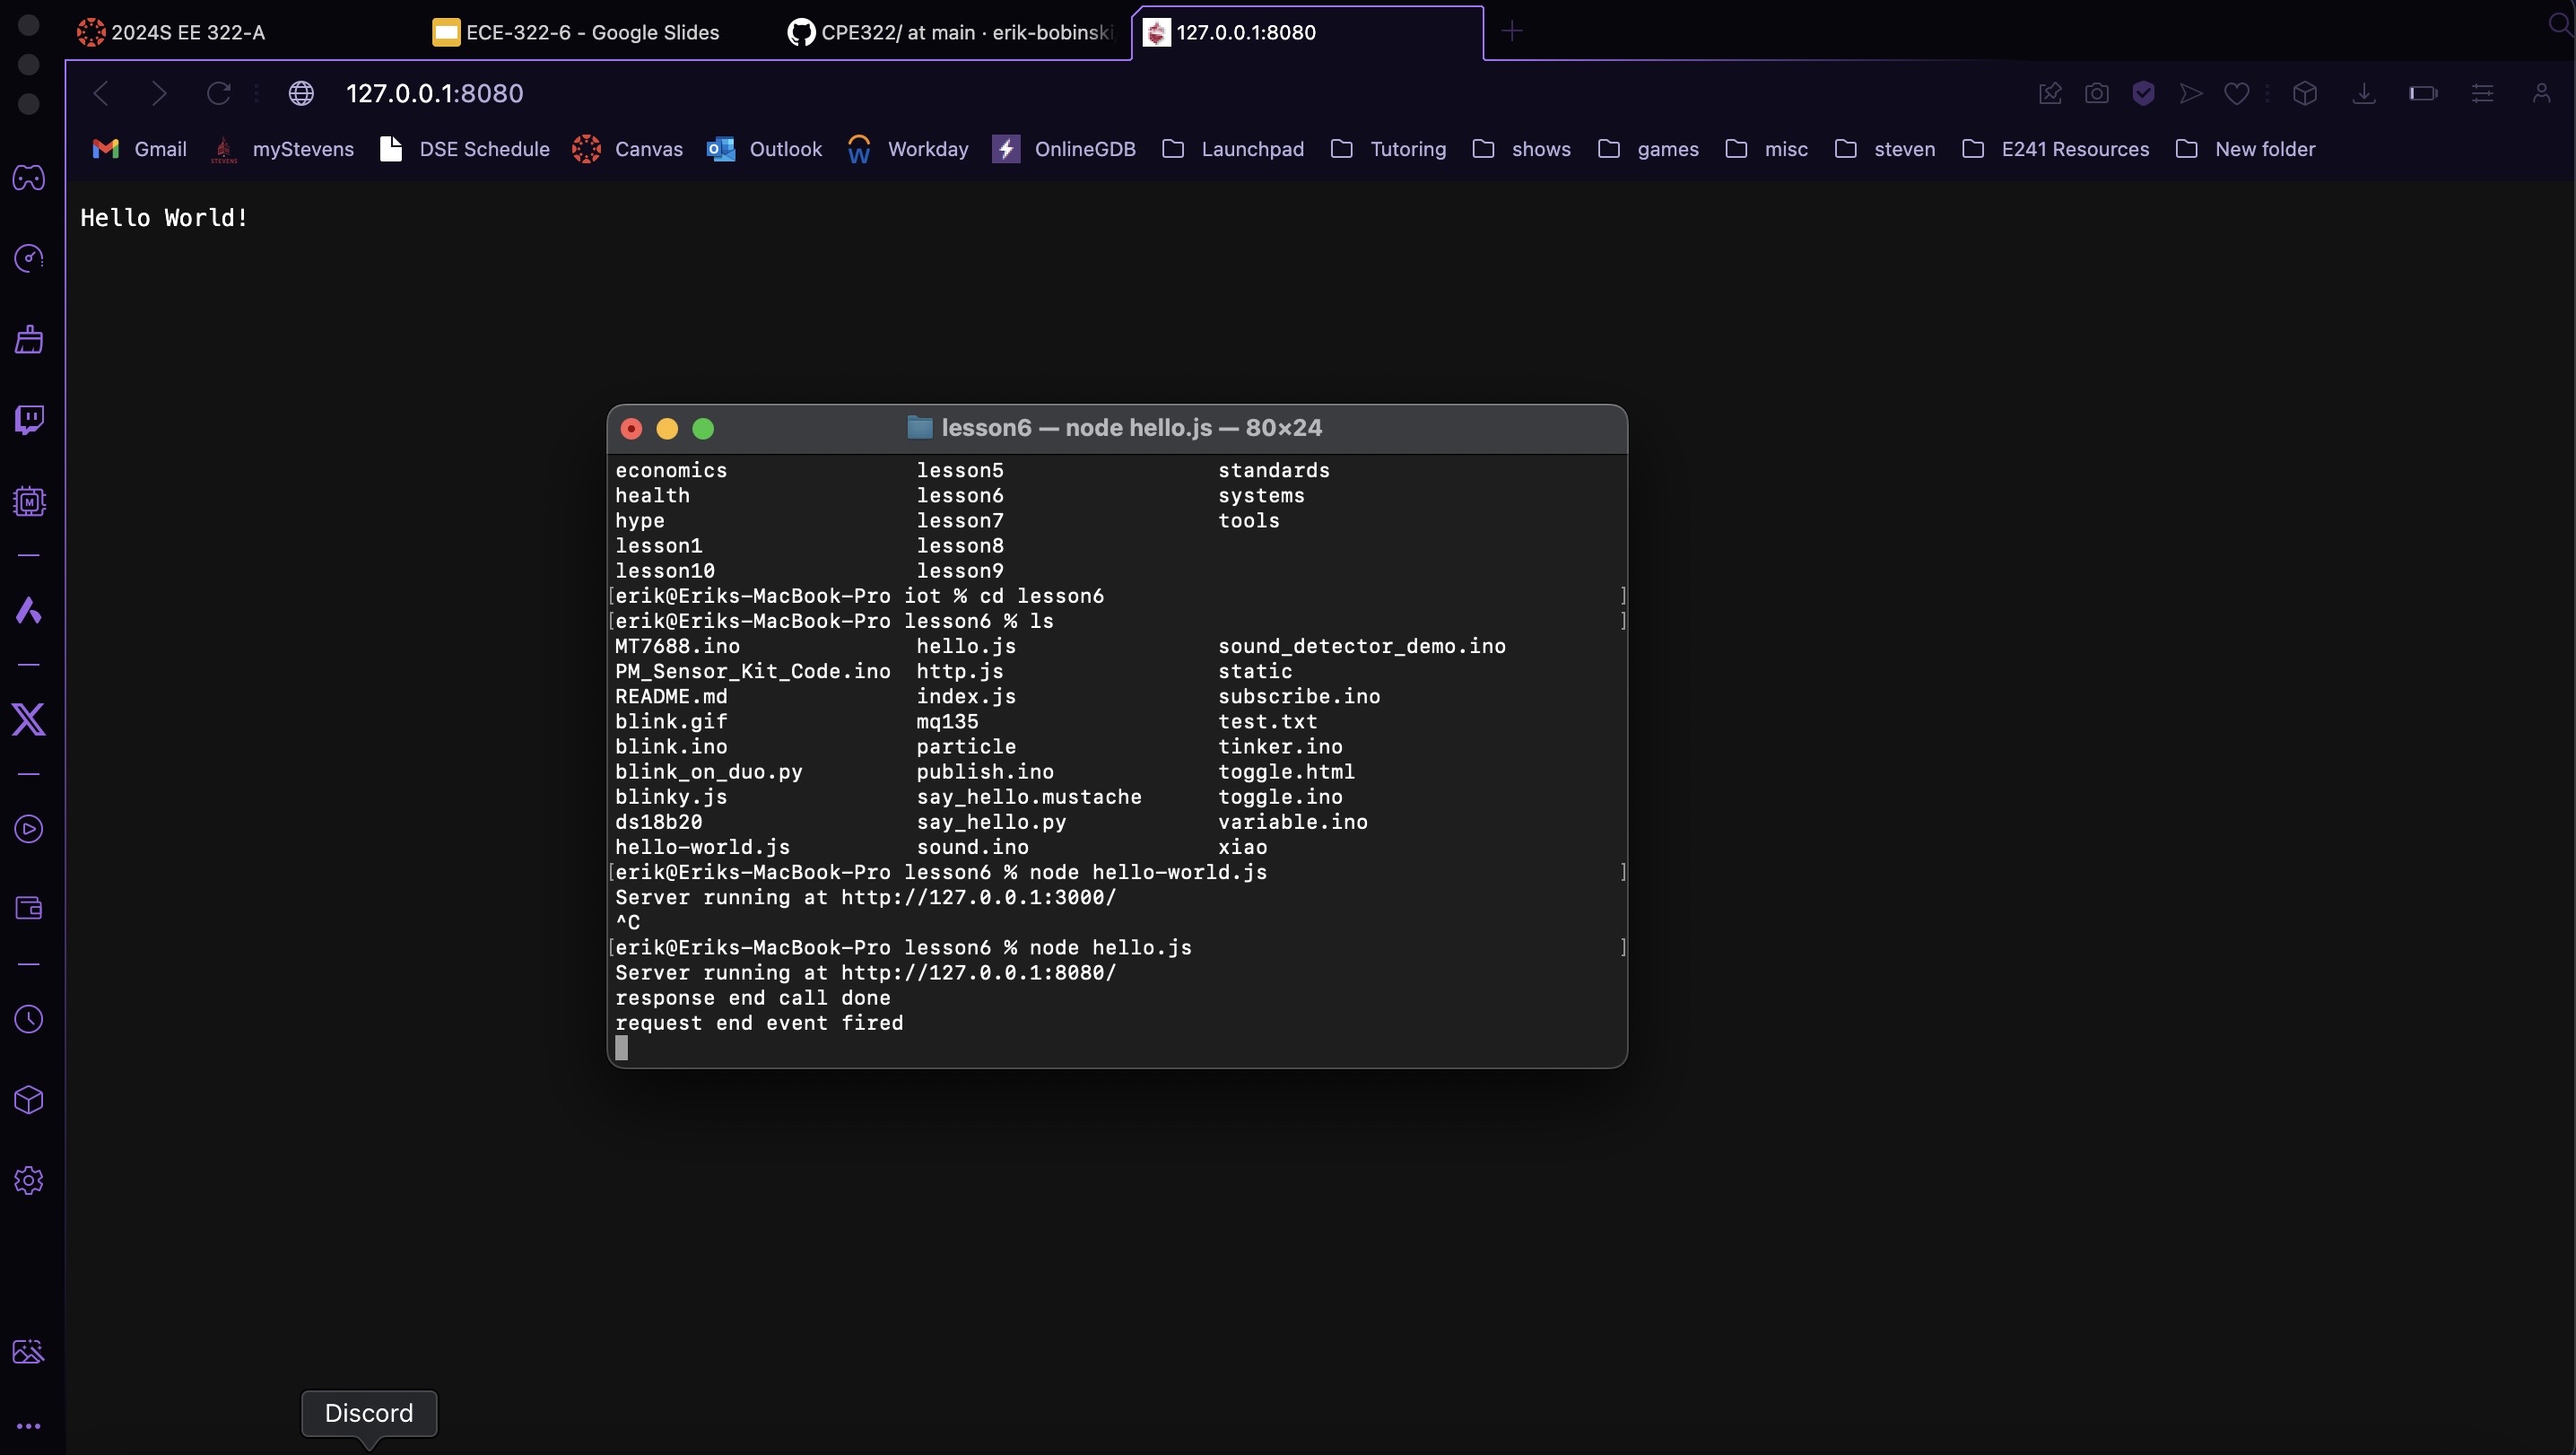 2024S EE 322-A ECE-322-6 - Google Slides CPE322/ at main · erik-bobinski 127.0.0.1:8080
127.0.0.1:8080
Gmail myStevens DSE Schedule Canvas Outlook Workday OnlineGDB Launchpad Tutoring shows games misc steven E241 Resources New folder
Hello World!
lesson6 — node hello.js — 80×24
economics lesson5 standards
health lesson6 systems
hype lesson7 tools
lesson1 lesson8
lesson10 lesson9
[erik@Eriks-MacBook-Pro iot % cd lesson6 ]
[erik@Eriks-MacBook-Pro lesson6 % ls ]
MT7688.ino hello.js sound_detector_demo.ino
PM_Sensor_Kit_Code.ino http.js static
README.md index.js subscribe.ino
blink.gif mq135 test.txt
blink.ino particle tinker.ino
blink_on_duo.py publish.ino toggle.html
blinky.js say_hello.mustache toggle.ino
ds18b20 say_hello.py variable.ino
hello-world.js sound.ino xiao
[erik@Eriks-MacBook-Pro lesson6 % node hello-world.js ]
Server running at http://127.0.0.1:3000/
^C
[erik@Eriks-MacBook-Pro lesson6 % node hello.js ]
Server running at http://127.0.0.1:8080/
response end call done
request end event fired
Discord